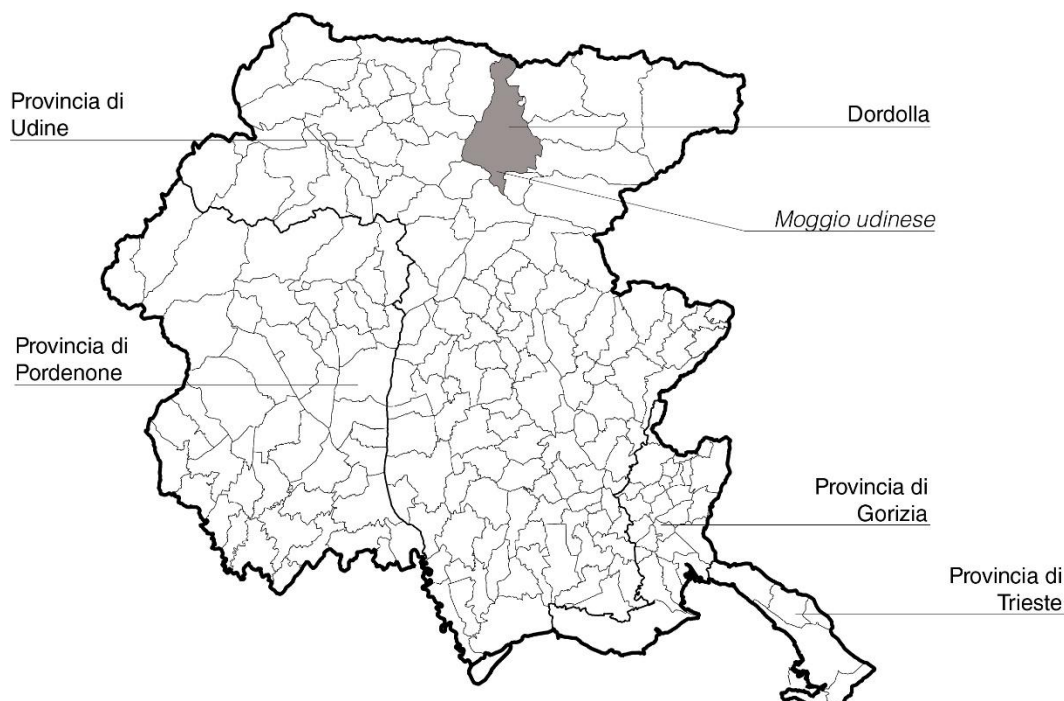 Provincia di
Udine
Dordolla
Moggio udinese
Provincia di
Pordenone
Provincia di
Gorizia
Provincia di
Trieste